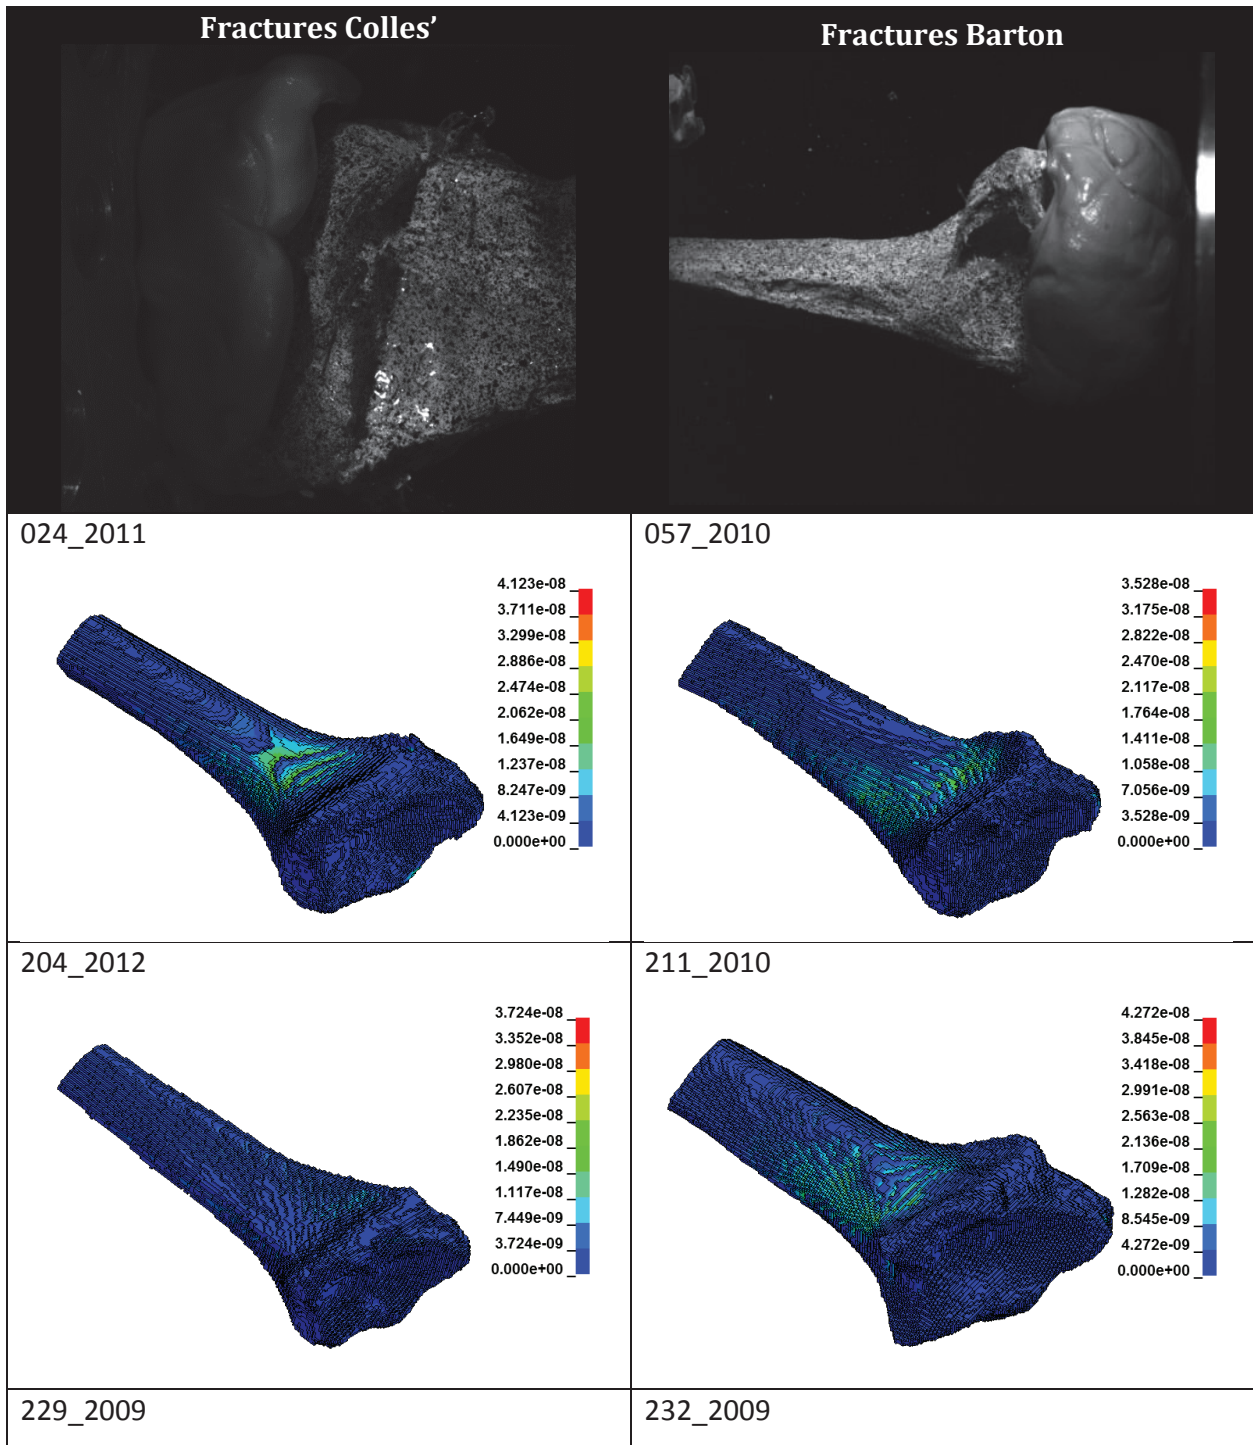 Fractures Colles’
Fractures Barton
024_2011
4.123e-08
3.711e-08
3.299e-08
2.886e-08
2.474e-08
2.062e-08
1.649e-08
1.237e-08
8.247e-09
4.123e-09
0.000e+00
057_2010
3.528e-08
3.175e-08
2.822e-08
2.470e-08
2.117e-08
1.764e-08
1.411e-08
1.058e-08
7.056e-09
3.528e-09
0.000e+00
204_2012
3.724e-08
3.352e-08
2.980e-08
2.607e-08
2.235e-08
1.862e-08
1.490e-08
1.117e-08
7.449e-09
3.724e-09
0.000e+00
211_2010
4.272e-08
3.845e-08
3.418e-08
2.991e-08
2.563e-08
2.136e-08
1.709e-08
1.282e-08
8.545e-09
4.272e-09
0.000e+00
229_2009
232_2009